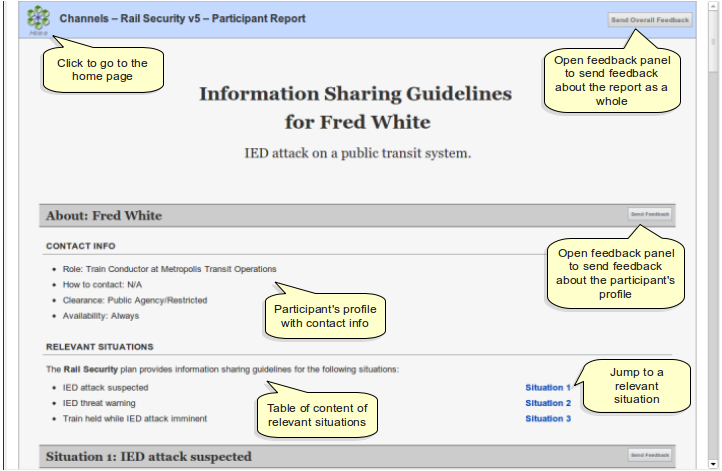 Channels – Rail Security v5 – Participant Report
Send Overall Feedback
Click to go to the
home page
Open feedback panel
to send feedback
about the report as a
whole
Information Sharing Guidelines
for Fred White
IED attack on a public transit system.
About: Fred White
Send Feedback
CONTACT INFO
Open feedback panel
to send feedback
about the participant's
profile
• Role: Train Conductor at Metropolis Transit Operations
• How to contact: N/A
• Clearance: Public Agency/Restricted
• Availability: Always
Participant's profile
with contact info
RELEVANT SITUATIONS
The Rail Security plan provides information sharing guidelines for the following situations:
• IED attack suspected
Situation 1
• IED threat warning
Situation 2
• Train held while IED attack imminent
Situation 3
Jump to a
relevant
situation
Table of content of
relevant situations
Situation 1: IED attack suspected
Send Feedback